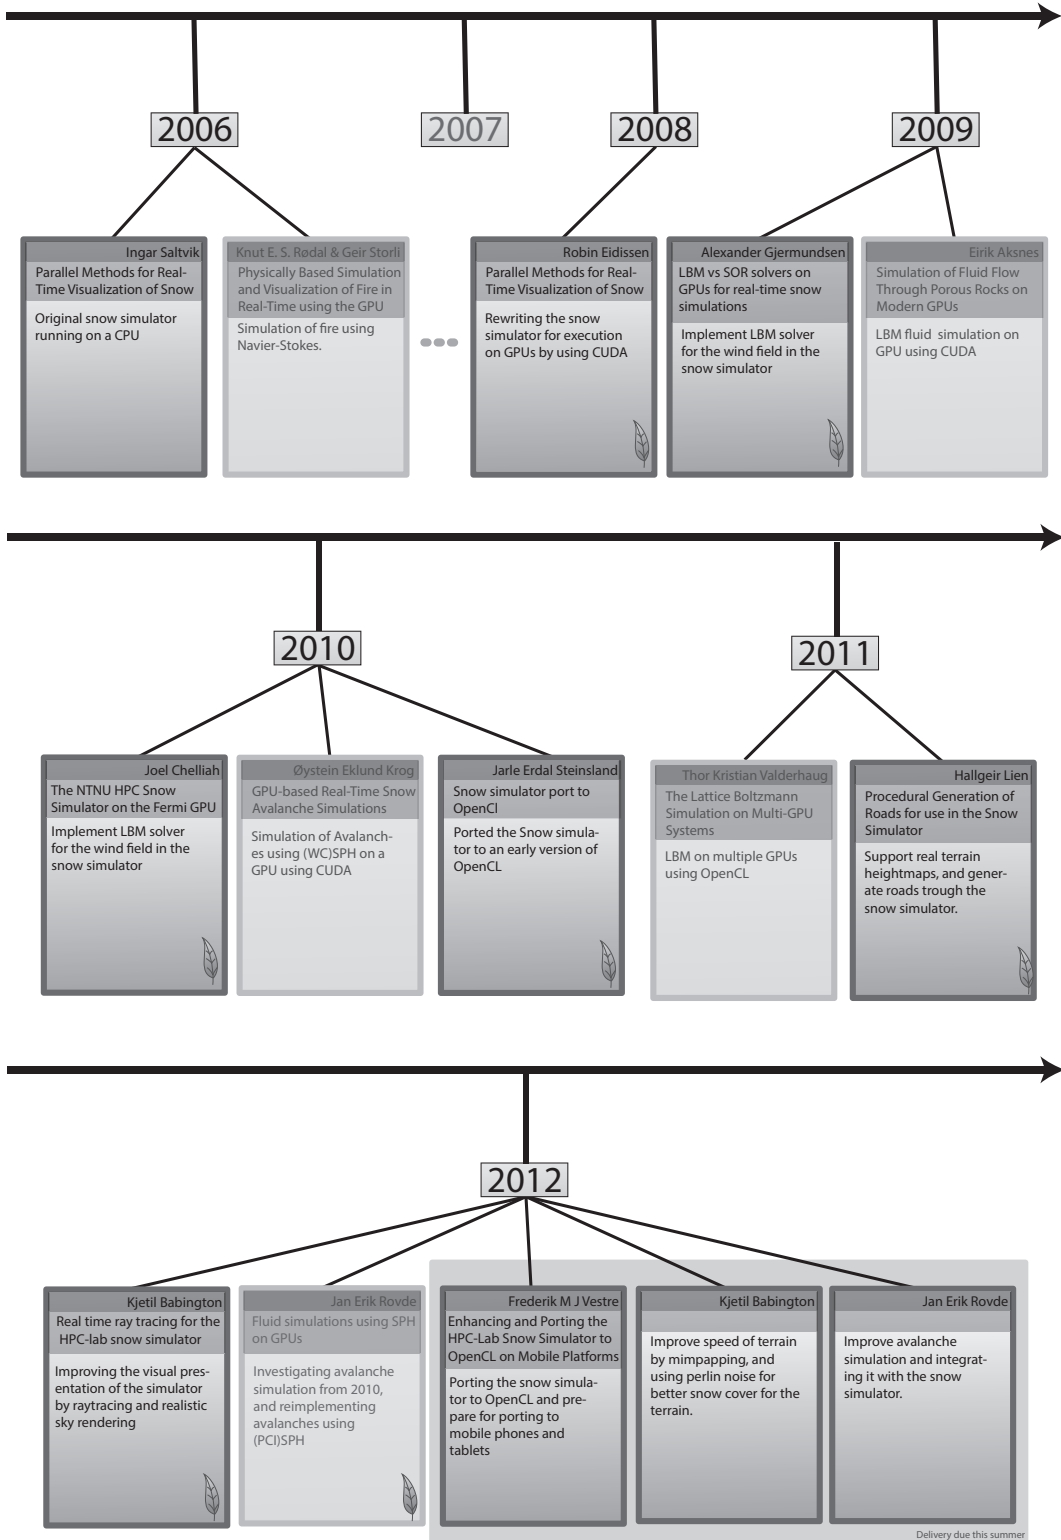 2006
2007
2008
2009
Ingar Saltvik
Parallel Methods for Real-
Time Visualization of Snow
Original snow simulator
running on a CPU
Knut E. S. Rødal & Geir Storli
Physically Based Simulation
and Visualization of Fire in
Real-Time using the GPU
Simulation of fire using
Navier-Stokes.
Robin Eidissen
Parallel Methods for Real-
Time Visualization of Snow
Rewriting the snow
simulator for execution
on GPUs by using CUDA
Alexander Gjermundsen
LBM vs SOR solvers on
GPUs for real-time snow
simulations
Implement LBM solver
for the wind field in the
snow simulator
Eirik Aksnes
Simulation of Fluid Flow
Through Porous Rocks on
Modern GPUs
LBM fluid simulation on
GPU using CUDA
2010
2011
Joel Chelliah
The NTNU HPC Snow
Simulator on the Fermi GPU
Implement LBM solver
for the wind field in the
snow simulator
Øystein Eklund Krog
GPU-based Real-Time Snow
Avalanche Simulations
Simulation of Avalanch-
es using (WC)SPH on a
GPU using CUDA
Jarle Erdal Steinsland
Snow simulator port to
OpenCl
Ported the Snow simula-
tor to an early version of
OpenCL
Thor Kristian Valderhaug
The Lattice Boltzmann
Simulation on Multi-GPU
Systems
LBM on multiple GPUs
using OpenCL
Hallgeir Lien
Procedural Generation of
Roads for use in the Snow
Simulator
Support real terrain
heightmaps, and gener-
ate roads trough the
snow simulator.
2012
Kjetil Babington
Real time ray tracing for the
HPC-lab snow simulator
Improving the visual pres-
entation of the simulator
by raytracing and realistic
sky rendering
Jan Erik Rovde
Fluid simulations using SPH
on GPUs
Investigating avalanche
simulation from 2010,
and reimplementing
avalanches using
(PCI)SPH
Frederik M J Vestre
Enhancing and Porting the
HPC-Lab Snow Simulator to
OpenCL on Mobile Platforms
Porting the snow simula-
tor to OpenCL and pre-
pare for porting to
mobile phones and
tablets
Kjetil Babington
Improve speed of terrain
by mimpapping, and
using perlin noise for
better snow cover for the
terrain.
Jan Erik Rovde
Improve avalanche
simulation and integrat-
ing it with the snow
simulator.
Delivery due this summer